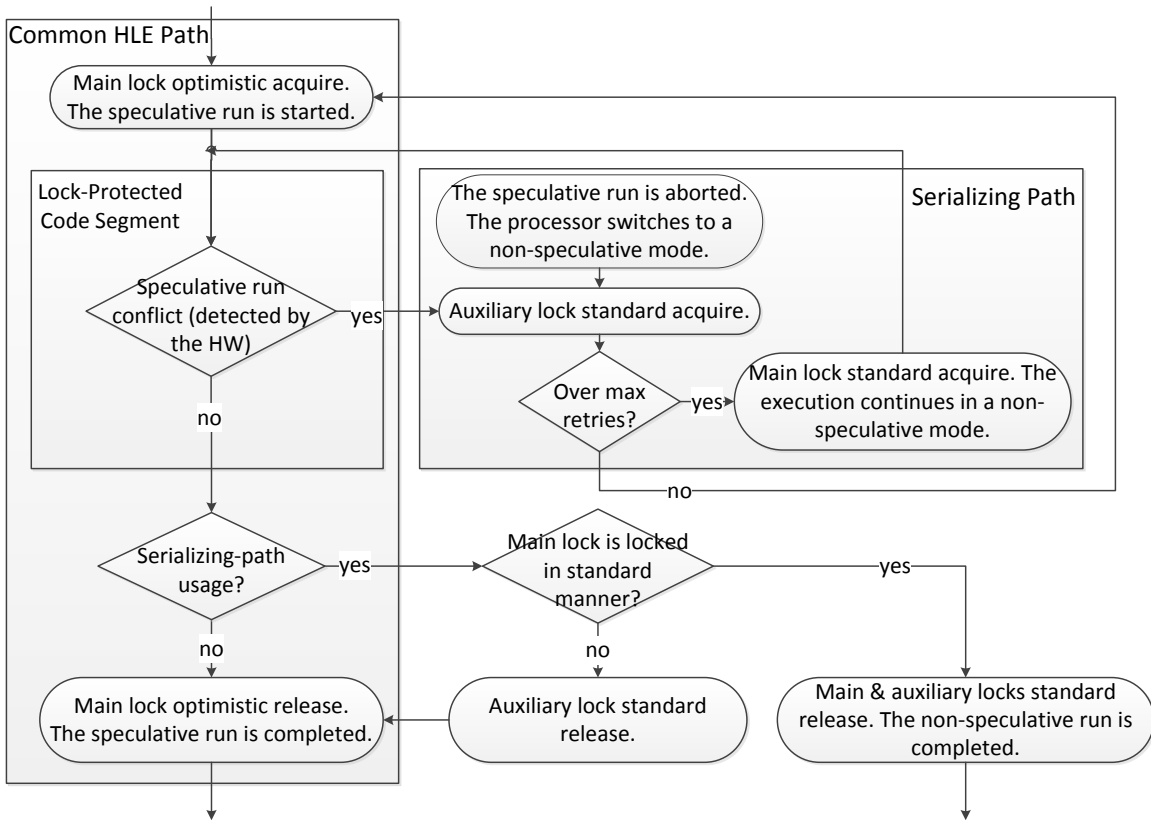 Common HLE Path
Main lock optimistic acquire.
The speculative run is started.
Lock-Protected
Code Segment
Speculative run
conflict (detected by
the HW)
yes
no
The speculative run is aborted.
The processor switches to a
non-speculative mode.
Serializing Path
Auxiliary lock standard acquire.
Over max
retries?
yes
Main lock standard acquire. The
execution continues in a non-
speculative mode.
no
Serializing-path
usage?
yes
no
Main lock is locked
in standard
manner?
yes
no
Main lock optimistic release.
The speculative run is completed.
Auxiliary lock standard
release.
Main & auxiliary locks standard
release. The non-speculative run is
completed.